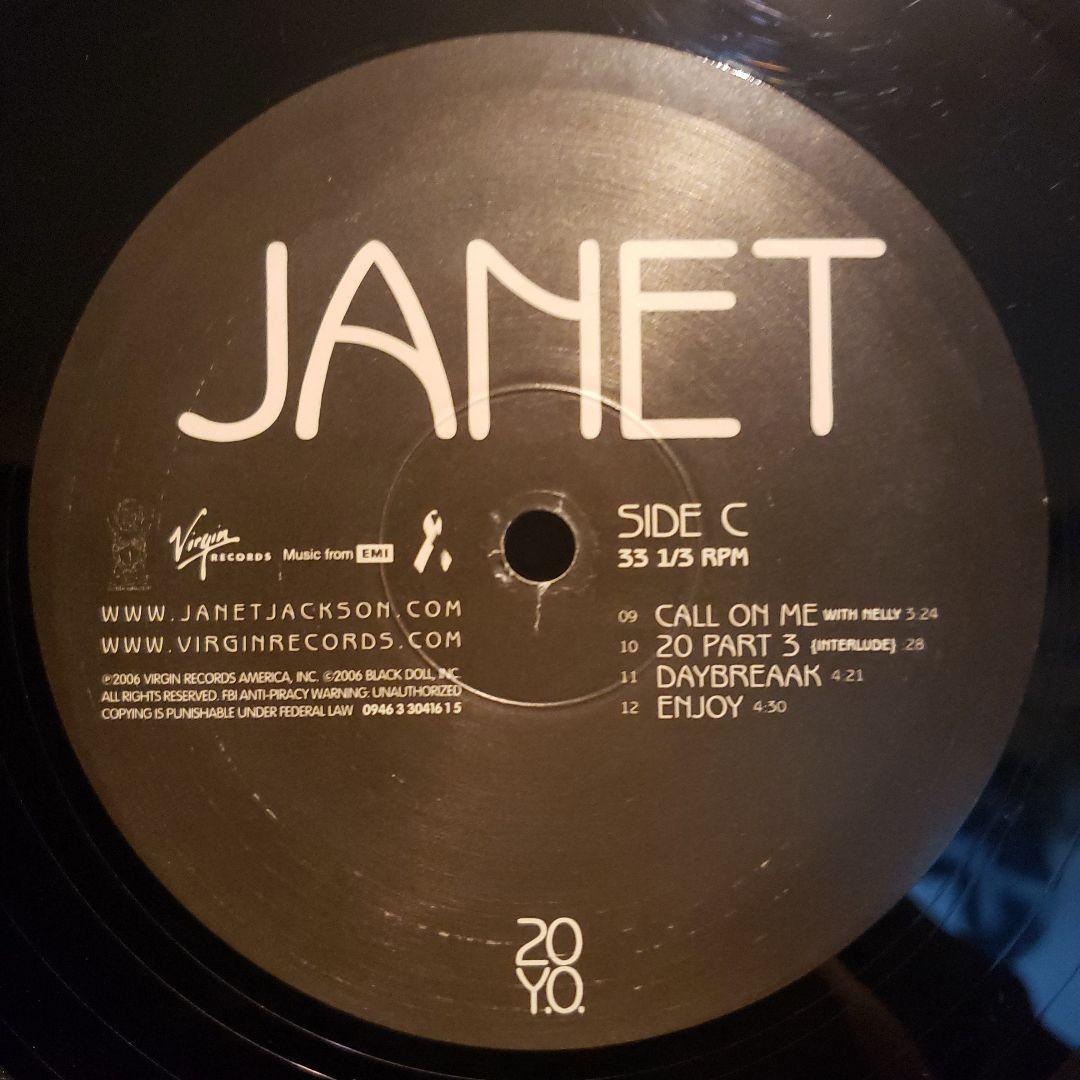 JANET
Virgin RECORDS Music from EMI
WWW.JANETJACKSON.COM
WWW.VIRGINRECORDS.COM
℗2006 VIRGIN RECORDS AMERICA, INC. ©2006 BLACK DOLL, INC.
ALL RIGHTS RESERVED. FBI ANTI-PIRACY WARNING: UNAUTHORIZED
COPYING IS PUNISHABLE UNDER FEDERAL LAW 0946 3 30416 1 5
SIDE C
33 1/3 RPM
09 CALL ON ME WITH NELLY 3:24
10 20 PART 3 {INTERLUDE} :28
11 DAYBREAAK 4:21
12 ENJOY 4:30
20
Y.O.